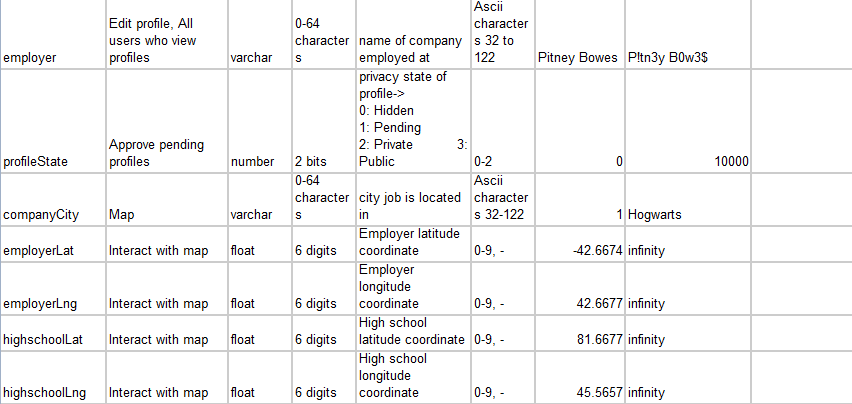 employer
Edit profile, All
users who view
profiles
varchar
0-64
character
s
name of company
employed at
Ascii
character
s 32 to
122
Pitney Bowes
P!tn3y B0w3$
profileState
Approve pending
profiles
number
2 bits
privacy state of
profile->
0: Hidden
1: Pending
2: Private 3:
Public
0-2
0
10000
companyCity
Map
varchar
0-64
character
s
city job is located
in
Ascii
character
s 32-122
1
Hogwarts
employerLat
Interact with map
float
6 digits
Employer latitude
coordinate
0-9, -
-42.6674
infinity
employerLng
Interact with map
float
6 digits
Employer
longitude
coordinate
0-9, -
42.6677
infinity
highschoolLat
Interact with map
float
6 digits
High school
latitude coordinate
0-9, -
81.6677
infinity
highschoolLng
Interact with map
float
6 digits
High school
longitude
coordinate
0-9, -
45.5657
infinity